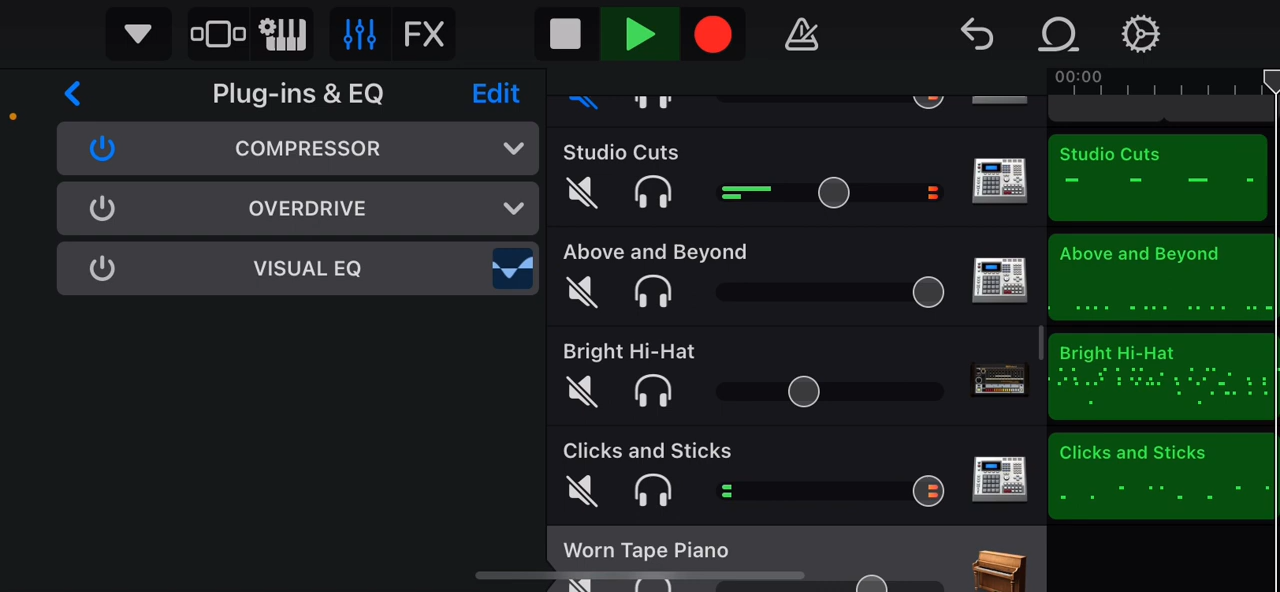 FX
Plug-ins & EQ
Edit
COMPRESSOR
OVERDRIVE
VISUAL EQ
Studio Cuts
Above and Beyond
Bright Hi-Hat
Clicks and Sticks
Worn Tape Piano
00:00
Studio Cuts
Above and Beyond
Bright Hi-Hat
Clicks and Sticks